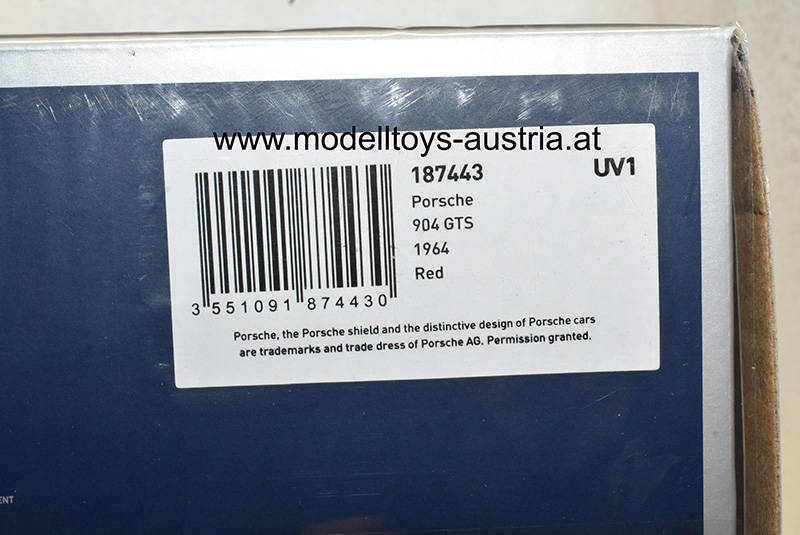 www.modelltoys-austria.at
187443
UV1
Porsche
904 GTS
1964
Red
3 551091 874430
Porsche, the Porsche shield and the distinctive design of Porsche cars
are trademarks and trade dress of Porsche AG. Permission granted.